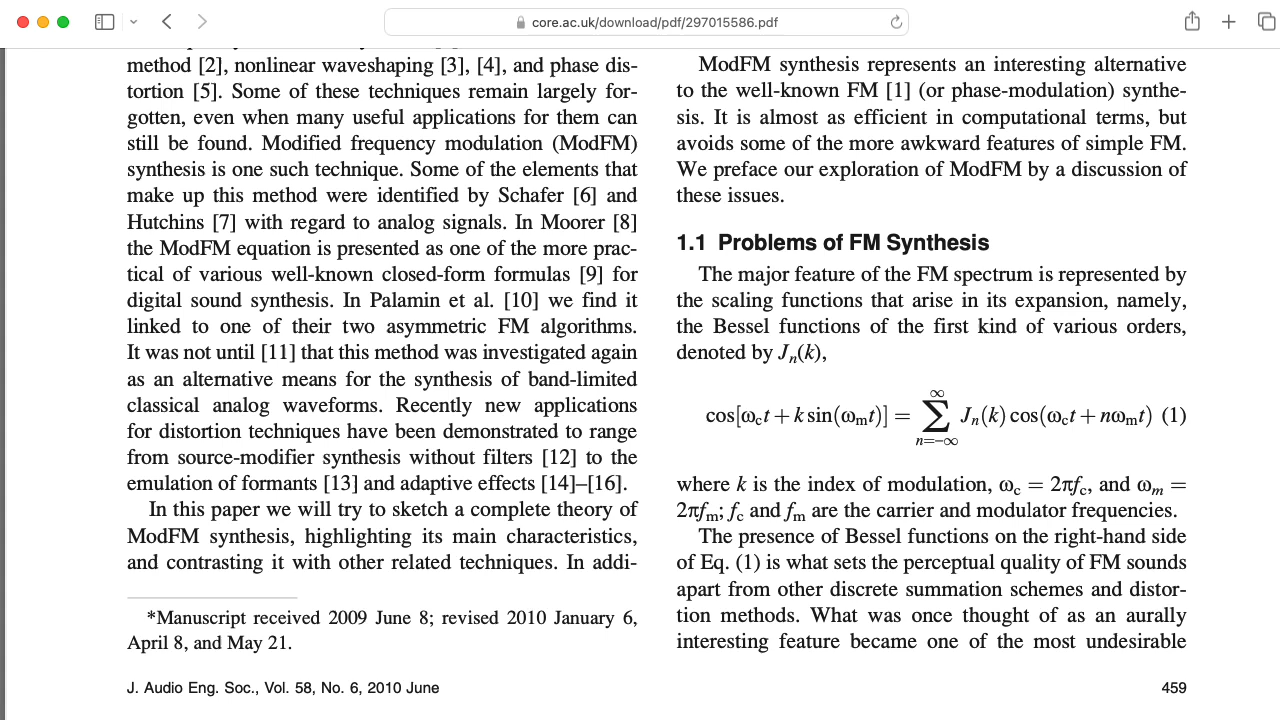 core.ac.uk/download/pdf/297015586.pdf
method [2], nonlinear waveshaping [3], [4], and phase dis-
tortion [5]. Some of these techniques remain largely for-
gotten, even when many useful applications for them can
still be found. Modified frequency modulation (ModFM)
synthesis is one such technique. Some of the elements that
make up this method were identified by Schafer [6] and
Hutchins [7] with regard to analog signals. In Moorer [8]
the ModFM equation is presented as one of the more prac-
tical of various well-known closed-form formulas [9] for
digital sound synthesis. In Palamin et al. [10] we find it
linked to one of their two asymmetric FM algorithms.
It was not until [11] that this method was investigated again
as an alternative means for the synthesis of band-limited
classical analog waveforms. Recently new applications
for distortion techniques have been demonstrated to range
from source-modifier synthesis without filters [12] to the
emulation of formants [13] and adaptive effects [14]–[16].
In this paper we will try to sketch a complete theory of
ModFM synthesis, highlighting its main characteristics,
and contrasting it with other related techniques. In addi-
*Manuscript received 2009 June 8; revised 2010 January 6,
April 8, and May 21.
ModFM synthesis represents an interesting alternative
to the well-known FM [1] (or phase-modulation) synthe-
sis. It is almost as efficient in computational terms, but
avoids some of the more awkward features of simple FM.
We preface our exploration of ModFM by a discussion of
these issues.
1.1 Problems of FM Synthesis
The major feature of the FM spectrum is represented by
the scaling functions that arise in its expansion, namely,
the Bessel functions of the first kind of various orders,
denoted by Jₙ(k),
cos[ω_c t + k sin(ω_m t)] = ∑_{n=−∞}^{∞} J_n(k) cos(ω_c t + nω_m t) (1)
where k is the index of modulation, ω_c = 2πf_c, and ω_m =
2πf_m; f_c and f_m are the carrier and modulator frequencies.
The presence of Bessel functions on the right-hand side
of Eq. (1) is what sets the perceptual quality of FM sounds
apart from other discrete summation schemes and distor-
tion methods. What was once thought of as an aurally
interesting feature became one of the most undesirable
J. Audio Eng. Soc., Vol. 58, No. 6, 2010 June
459